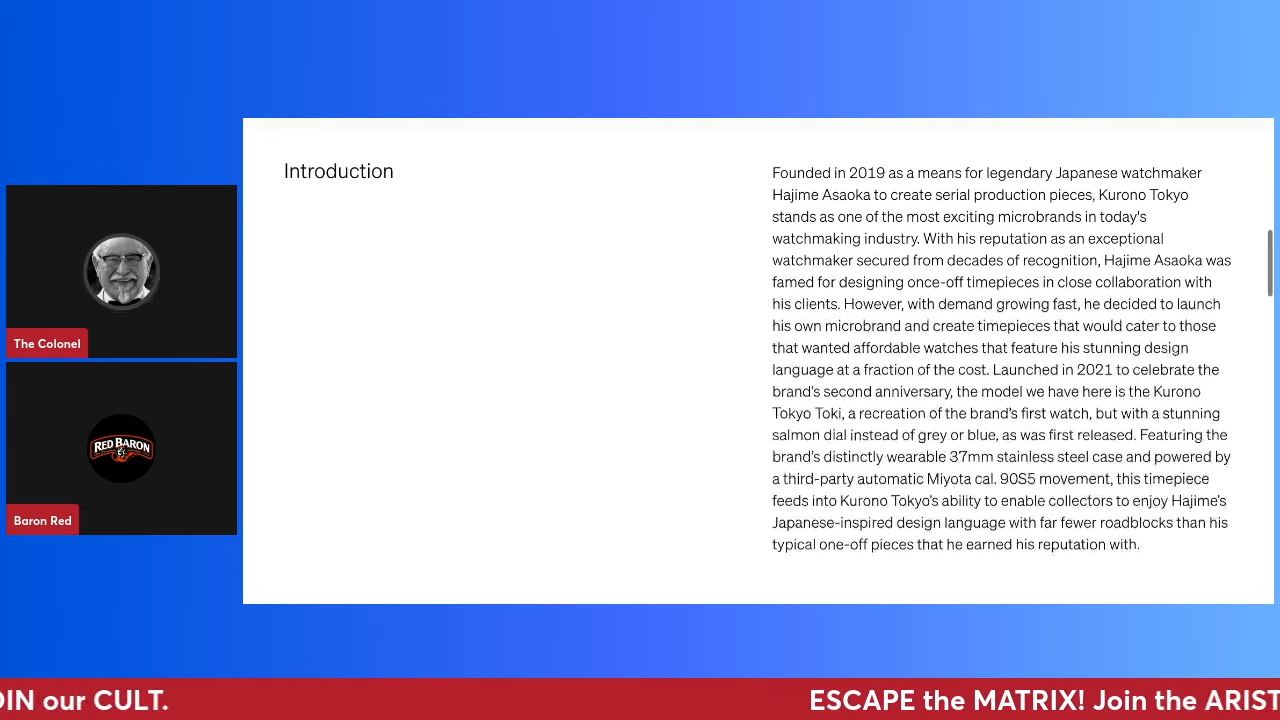 Introduction
Founded in 2019 as a means for legendary Japanese watchmaker
Hajime Asaoka to create serial production pieces, Kurono Tokyo
stands as one of the most exciting microbrands in today's
watchmaking industry. With his reputation as an exceptional
watchmaker secured from decades of recognition, Hajime Asaoka was
famed for designing once-off timepieces in close collaboration with
his clients. However, with demand growing fast, he decided to launch
his own microbrand and create timepieces that would cater to those
that wanted affordable watches that feature his stunning design
language at a fraction of the cost. Launched in 2021 to celebrate the
brand’s second anniversary, the model we have here is the Kurono
Tokyo Toki, a recreation of the brand’s first watch, but with a stunning
salmon dial instead of grey or blue, as was first released. Featuring the
brand’s distinctly wearable 37mm stainless steel case and powered by
a third-party automatic Miyota cal. 90S5 movement, this timepiece
feeds into Kurono Tokyo’s ability to enable collectors to enjoy Hajime’s
Japanese-inspired design language with far fewer roadblocks than his
typical one-off pieces that he earned his reputation with.
The Colonel
RED BARON
Baron Red
OIN our CULT. ESCAPE the MATRIX! Join the ARIST